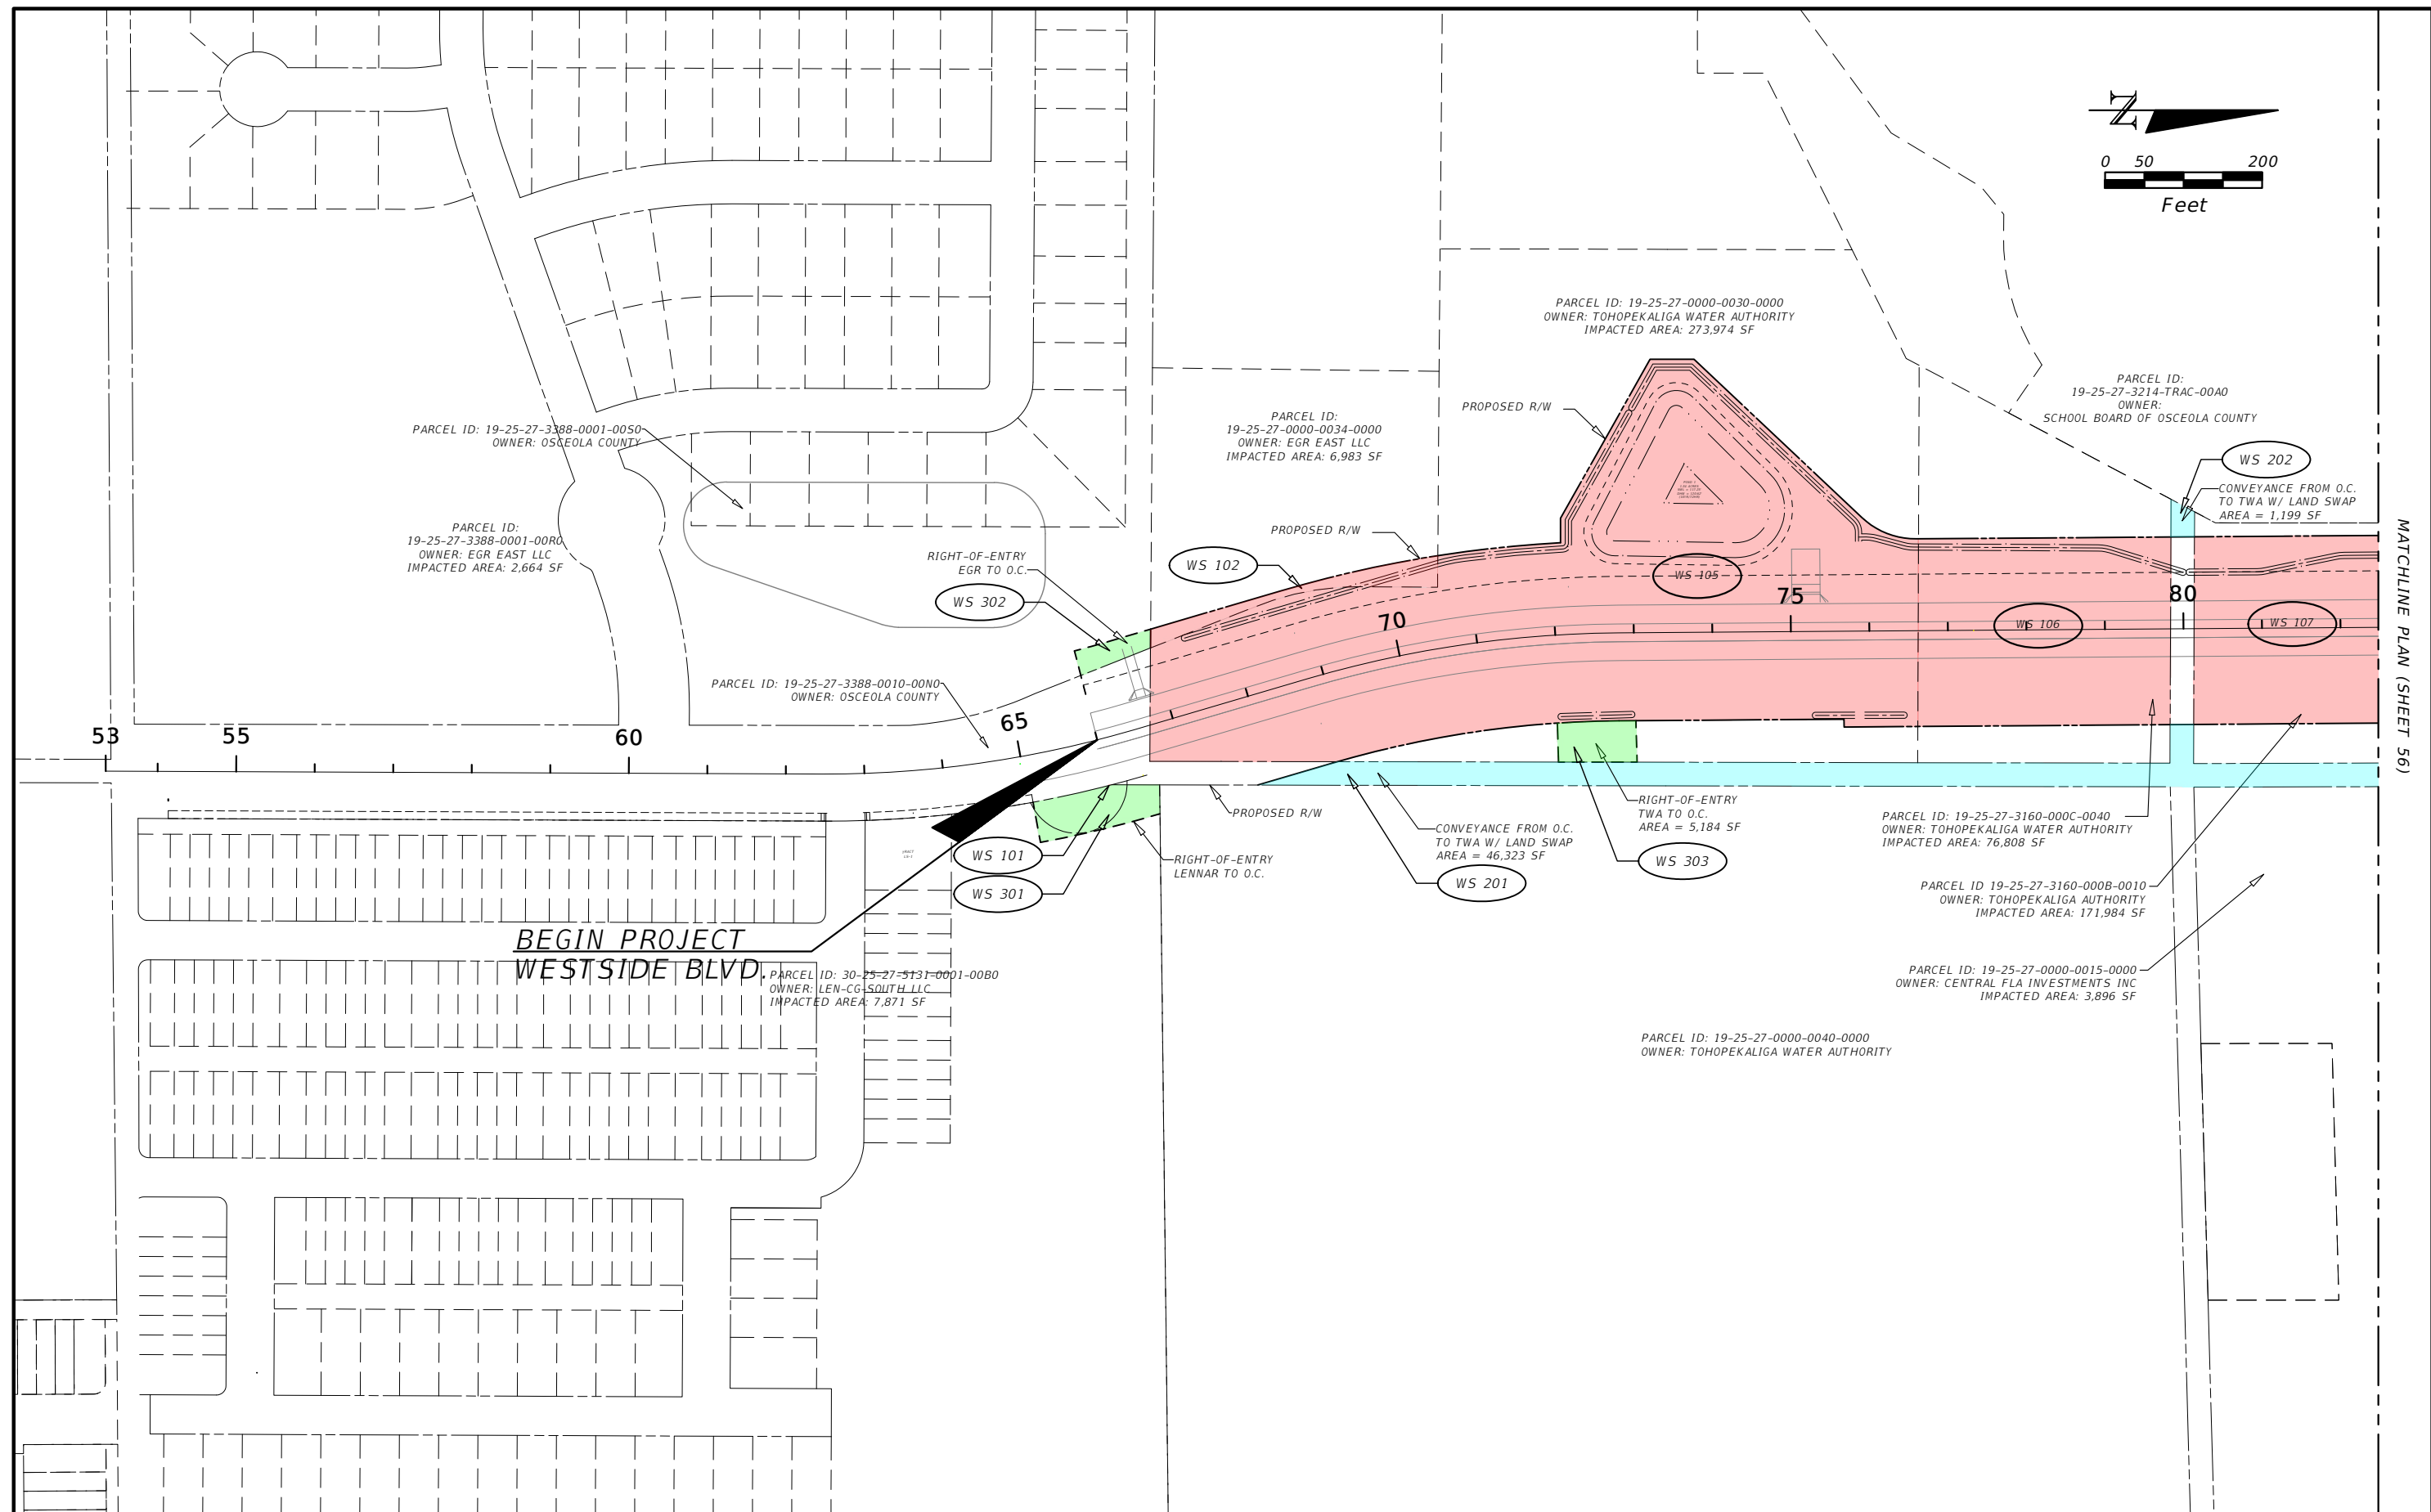 N
0 50 200
Feet
PARCEL ID: 19-25-27-0000-0030-0000
OWNER: TOHOPEKALIGA WATER AUTHORITY
IMPACTED AREA: 273,974 SF
PARCEL ID:
19-25-27-3214-TRAC-00A0
OWNER:
SCHOOL BOARD OF OSCEOLA COUNTY
PROPOSED R/W
PARCEL ID:
19-25-27-0000-0034-0000
OWNER: EGR EAST LLC
IMPACTED AREA: 6,983 SF
PARCEL ID: 19-25-27-3388-0001-00S0
OWNER: OSCEOLA COUNTY
WS 202
CONVEYANCE FROM O.C.
TO TWA W/ LAND SWAP
AREA = 1,199 SF
PARCEL ID:
19-25-27-3388-0001-00R0
OWNER: EGR EAST LLC
IMPACTED AREA: 2,664 SF
PROPOSED R/W
RIGHT-OF-ENTRY
EGR TO O.C.
WS 102
WS 302
WS 105
WS 106
WS 107
MATCHLINE PLAN (SHEET 56)
PARCEL ID: 19-25-27-3388-0010-00N0
OWNER: OSCEOLA COUNTY
53
55
60
65
70
75
80
PROPOSED R/W
RIGHT-OF-ENTRY
TWA TO O.C.
AREA = 5,184 SF
CONVEYANCE FROM O.C.
TO TWA W/ LAND SWAP
AREA = 46,323 SF
PARCEL ID: 19-25-27-3160-000C-0040
OWNER: TOHOPEKALIGA WATER AUTHORITY
IMPACTED AREA: 76,808 SF
WS 101
WS 301
RIGHT-OF-ENTRY
LENNAR TO O.C.
WS 303
WS 201
PARCEL ID 19-25-27-3160-000B-0010
OWNER: TOHOPEKALIGA AUTHORITY
IMPACTED AREA: 171,984 SF
BEGIN PROJECT
WESTSIDE BLVD.
PARCEL ID: 30-25-27-5131-0001-00B0
OWNER: LEN-CG-SOUTH LLC
IMPACTED AREA: 7,871 SF
PARCEL ID: 19-25-27-0000-0015-0000
OWNER: CENTRAL FLA INVESTMENTS INC
IMPACTED AREA: 3,896 SF
PARCEL ID: 19-25-27-0000-0040-0000
OWNER: TOHOPEKALIGA WATER AUTHORITY